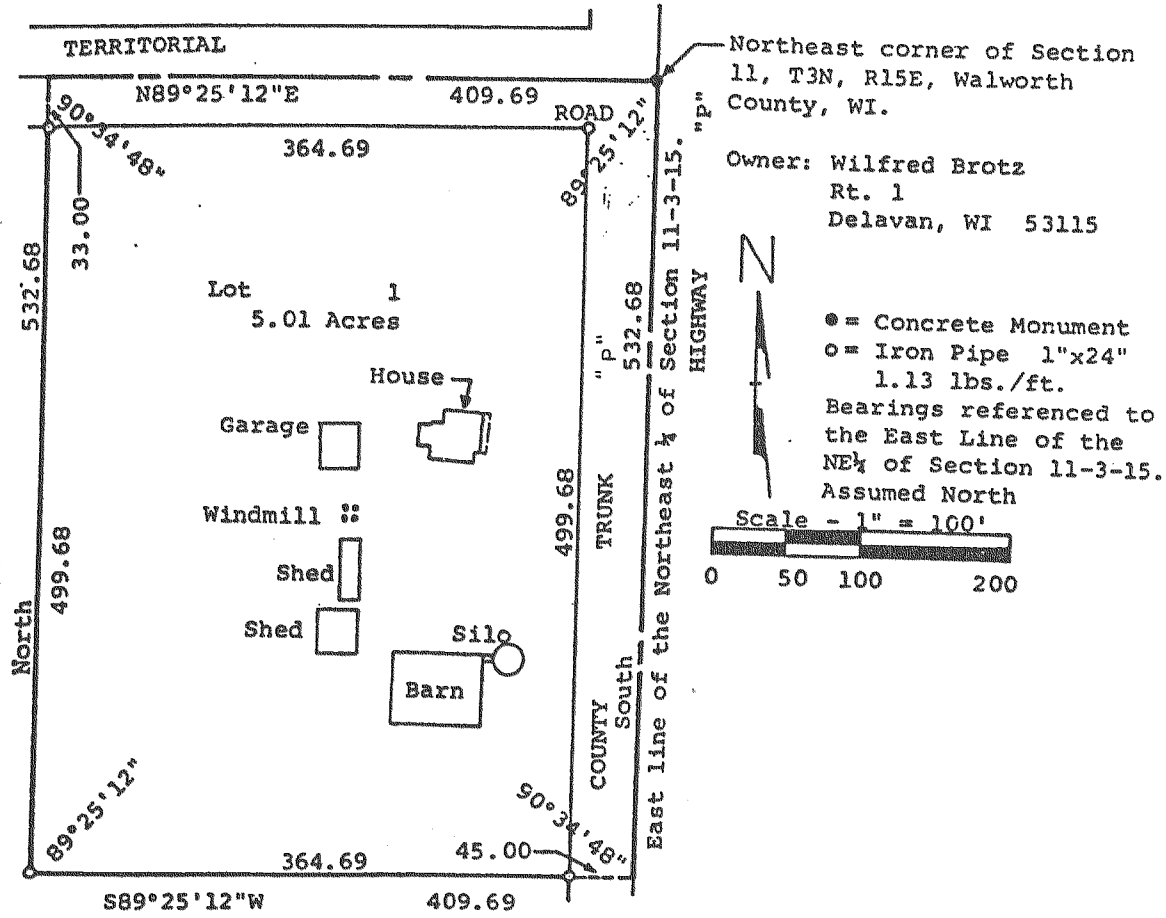 TERRITORIAL
N89°25'12"E 409.69
ROAD
90°34'48"
364.69
89°25'12"
33.00
532.68
Northeast corner of Section
11, T3N, R15E, Walworth
County, WI.
"P"
Owner: Wilfred Brotz
Rt. 1
Delavan, WI 53115
N
Lot 1
5.01 Acres
House
Garage
Windmill
Shed
Shed
Silo
Barn
North
499.68
499.68
COUNTY TRUNK "P"
South 532.68
East line of the Northeast ¼ of Section 11-3-15.
HIGHWAY
= Concrete Monument
= Iron Pipe 1"x24"
1.13 lbs./ft.
Bearings referenced to
the East Line of the
NE¼ of Section 11-3-15.
Assumed North
Scale - 1" = 100'
0 50 100 200
89°25'12"
90°34'48"
364.69
45.00
S89°25'12"W 409.69